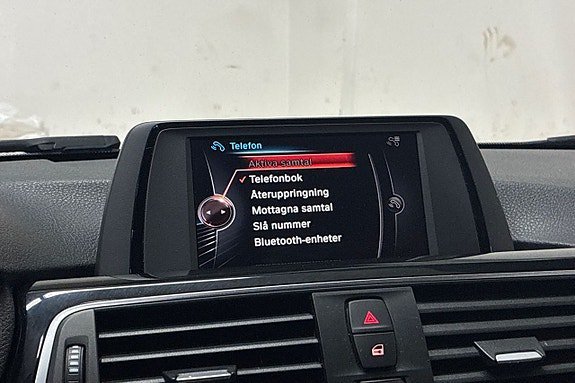 Telefon
Aktiva samtal
Telefonbok
Återuppringning
Mottagna samtal
Slå nummer
Bluetooth-enheter